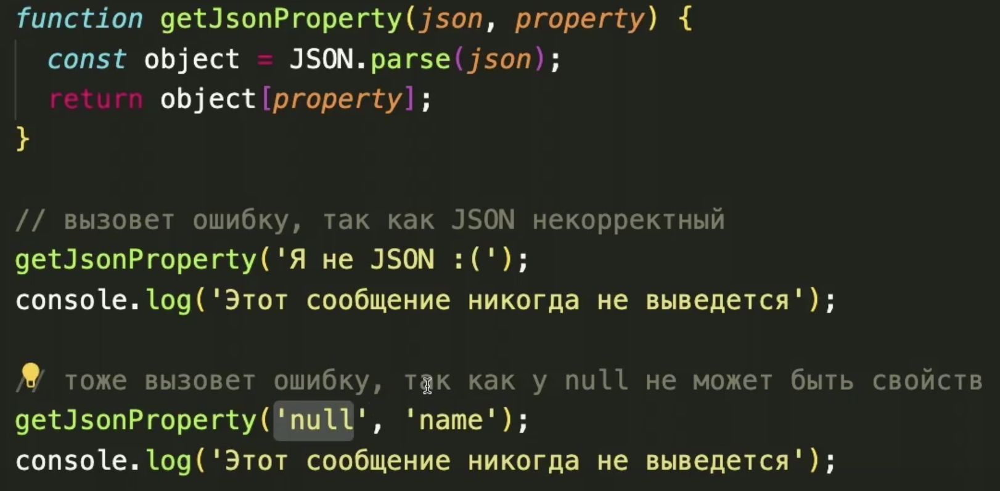 function getJsonProperty(json, property) {
const object = JSON.parse(json);
return object[property];
}
// вызовет ошибку, так как JSON некорректный
getJsonProperty('Я не JSON :(');
console.log('Этот сообщение никогда не выведется');
// тоже вызовет ошибку, так как у null не может быть свойств
getJsonProperty('null', 'name');
console.log('Этот сообщение никогда не выведется');